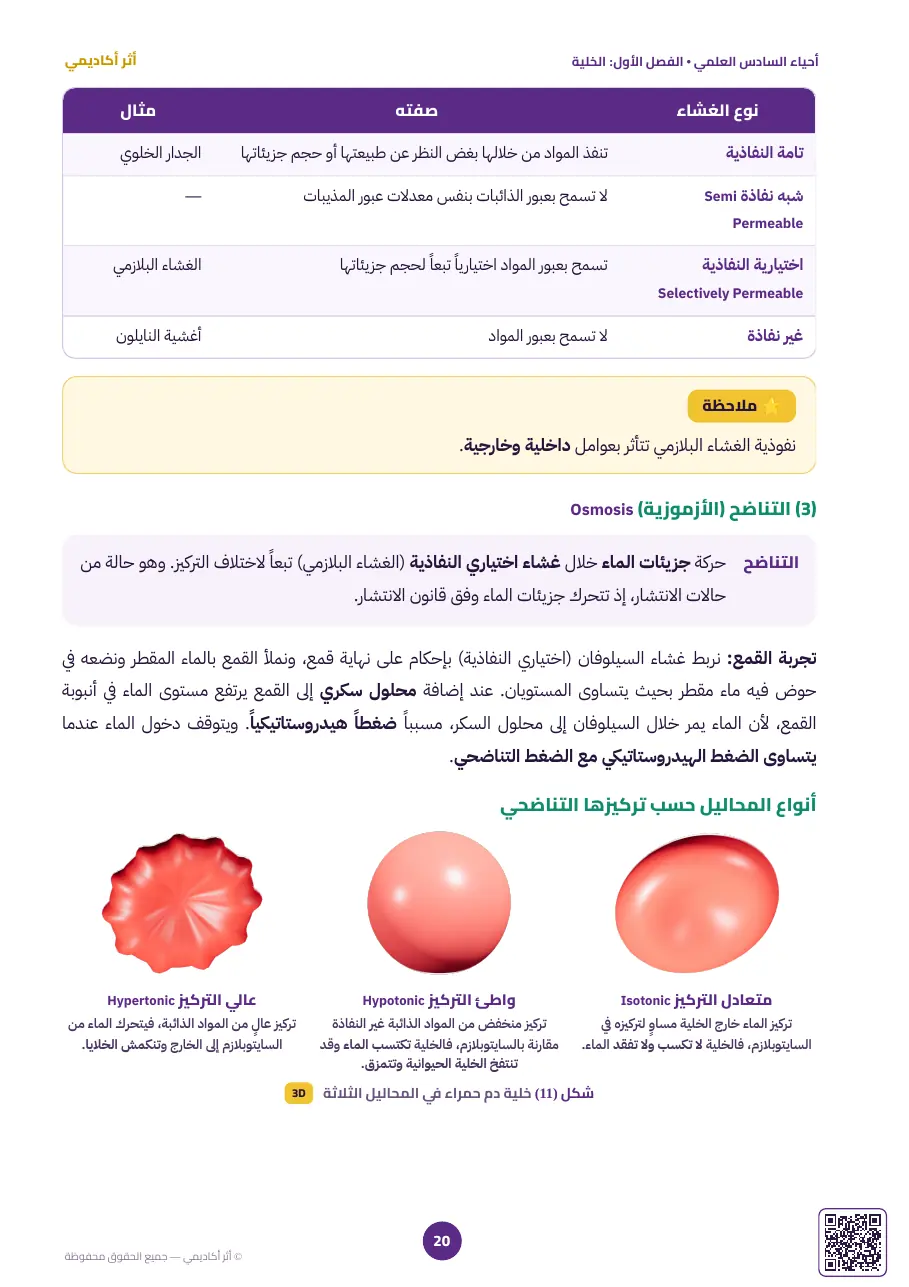 أحياء السادس العلمي • الفصل الأول: الخلية
أثر أكاديمي
نوع الغشاء صفته مثال
تامة النفاذية تنفذ المواد من خلالها بغض النظر عن طبيعتها أو حجم جزيئاتها الجدار الخلوي
شبه نفاذة Semi لا تسمح بعبور الذائبات بنفس معدلات عبور المذيبات —
Permeable
اختيارية النفاذية تسمح بعبور المواد اختيارياً تبعاً لحجم جزيئاتها الغشاء البلازمي
Selectively Permeable
غير نفاذة لا تسمح بعبور المواد أغشية النايلون
⭐ ملاحظة
نفوذية الغشاء البلازمي تتأثر بعوامل داخلية وخارجية.
(3) التناضح (الأزموزية) Osmosis
التناضح حركة جزيئات الماء خلال غشاء اختياري النفاذية (الغشاء البلازمي) تبعاً لاختلاف التركيز. وهو حالة من
حالات الانتشار، إذ تتحرك جزيئات الماء وفق قانون الانتشار.
تجربة القمع: نربط غشاء السيلوفان (اختياري النفاذية) بإحكام على نهاية قمع، ونملأ القمع بالماء المقطر ونضعه في
حوض فيه ماء مقطر بحيث يتساوى المستويان. عند إضافة محلول سكري إلى القمع يرتفع مستوى الماء في أنبوبة
القمع، لأن الماء يمر خلال السيلوفان إلى محلول السكر، مسبباً ضغطاً هيدروستاتيكياً. ويتوقف دخول الماء عندما
يتساوى الضغط الهيدروستاتيكي مع الضغط التناضحي.
أنواع المحاليل حسب تركيزها التناضحي
متعادل التركيز Isotonic
تركيز الماء خارج الخلية مساوٍ لتركيزه في
السايتوبلازم، فالخلية لا تكسب ولا تفقد الماء.
واطئ التركيز Hypotonic
تركيز منخفض من المواد الذائبة غير النفاذة
مقارنة بالسايتوبلازم، فالخلية تكتسب الماء وقد
تنتفخ الخلية الحيوانية وتتمزق.
عالي التركيز Hypertonic
تركيز عالٍ من المواد الذائبة، فيتحرك الماء من
السايتوبلازم إلى الخارج وتنكمش الخلايا.
شكل (11) خلية دم حمراء في المحاليل الثلاثة 3D
20
© أثر أكاديمي — جميع الحقوق محفوظة